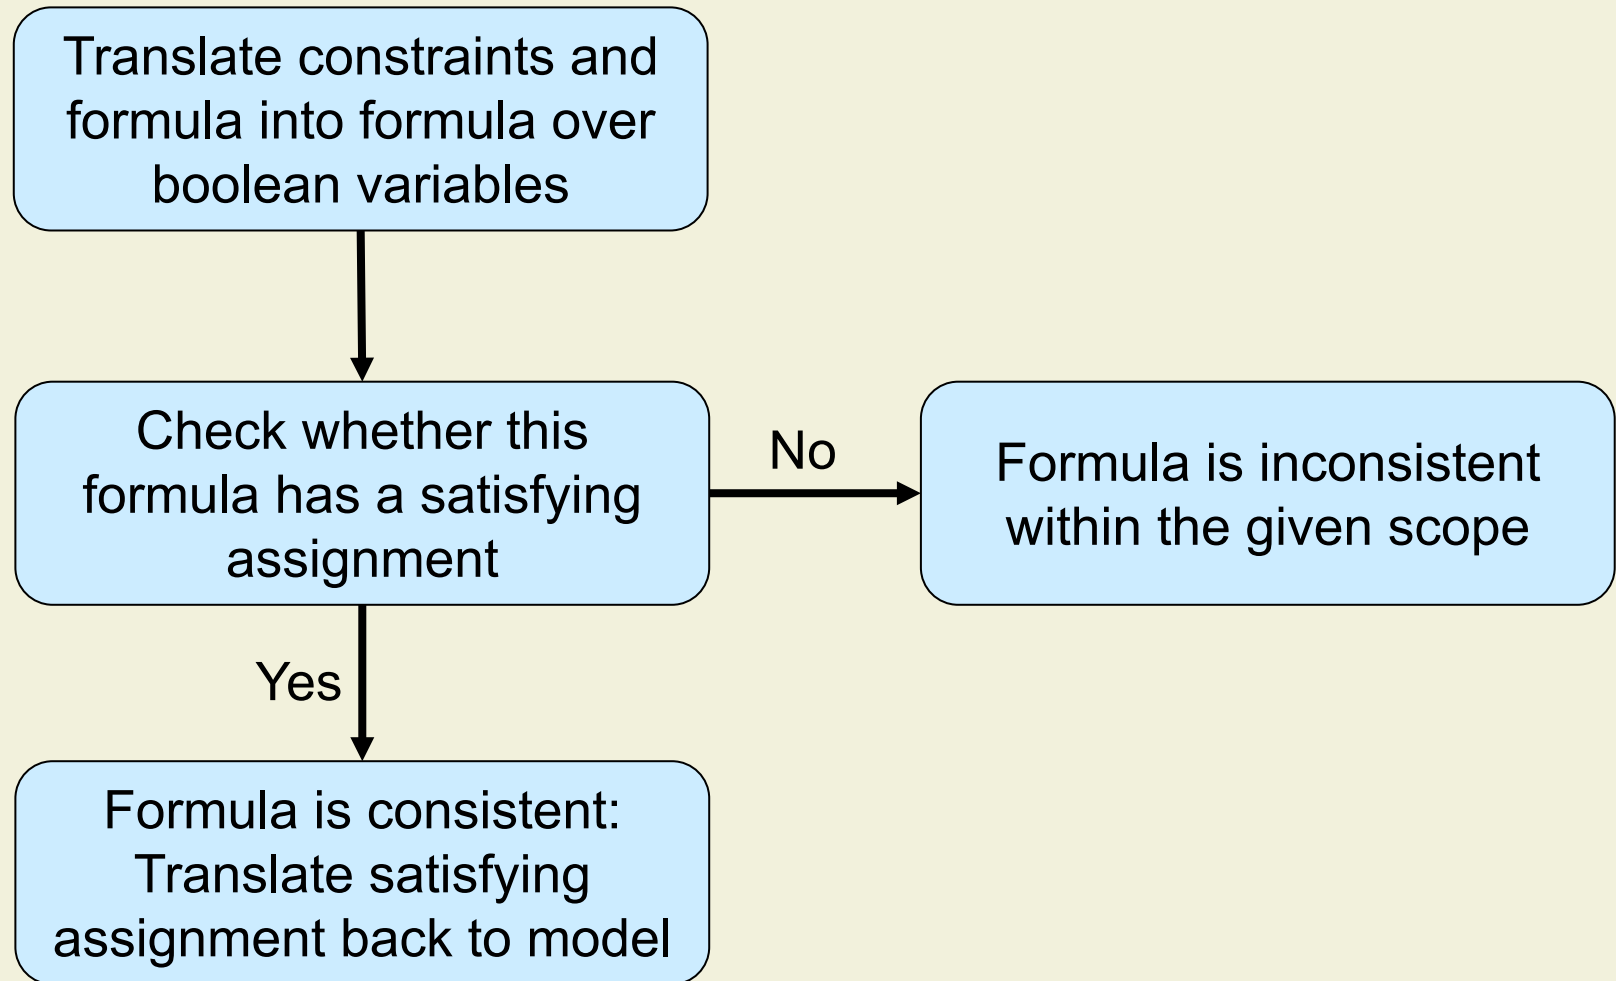 Translate constraints and
formula into formula over
boolean variables
Check whether this
formula has a satisfying
assignment
No
Formula is inconsistent
within the given scope
Yes
Formula is consistent:
Translate satisfying
assignment back to model